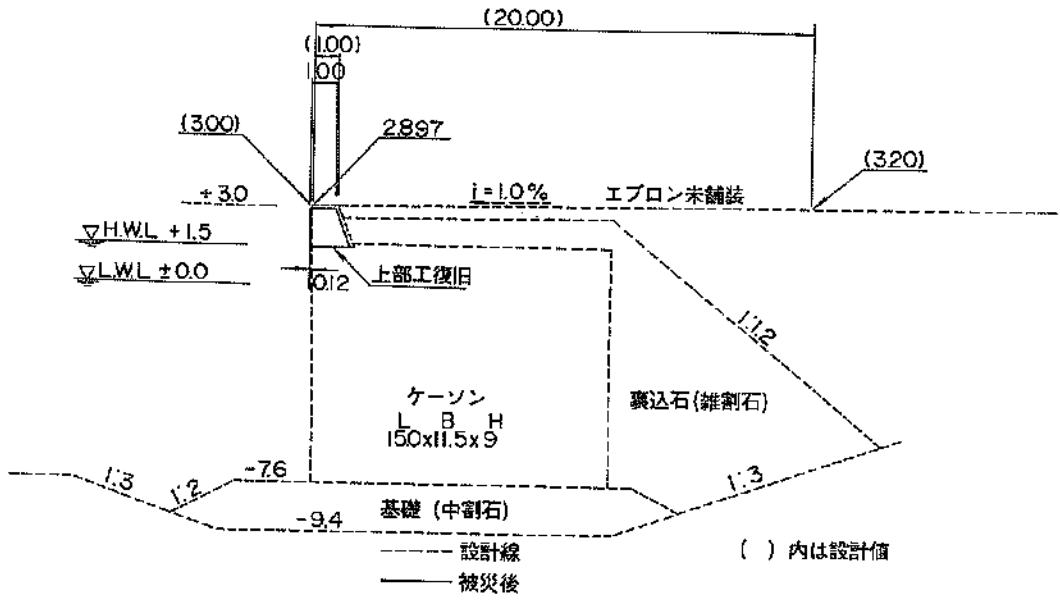 (20.00)
(1.00)
1.00
(3.00)
2.897
(3.20)
+3.0
i=1.0%
エプロン未舗装
H.W.L +1.5
L.W.L ±0.0
0.12
上部工復旧
1:1.2
ケーソン
L B H
15.0x11.5x9
裏込石(雑割石)
1:3
1:2
-7.6
1:3
基礎(中割石)
-9.4
設計線
( )内は設計値
被災後